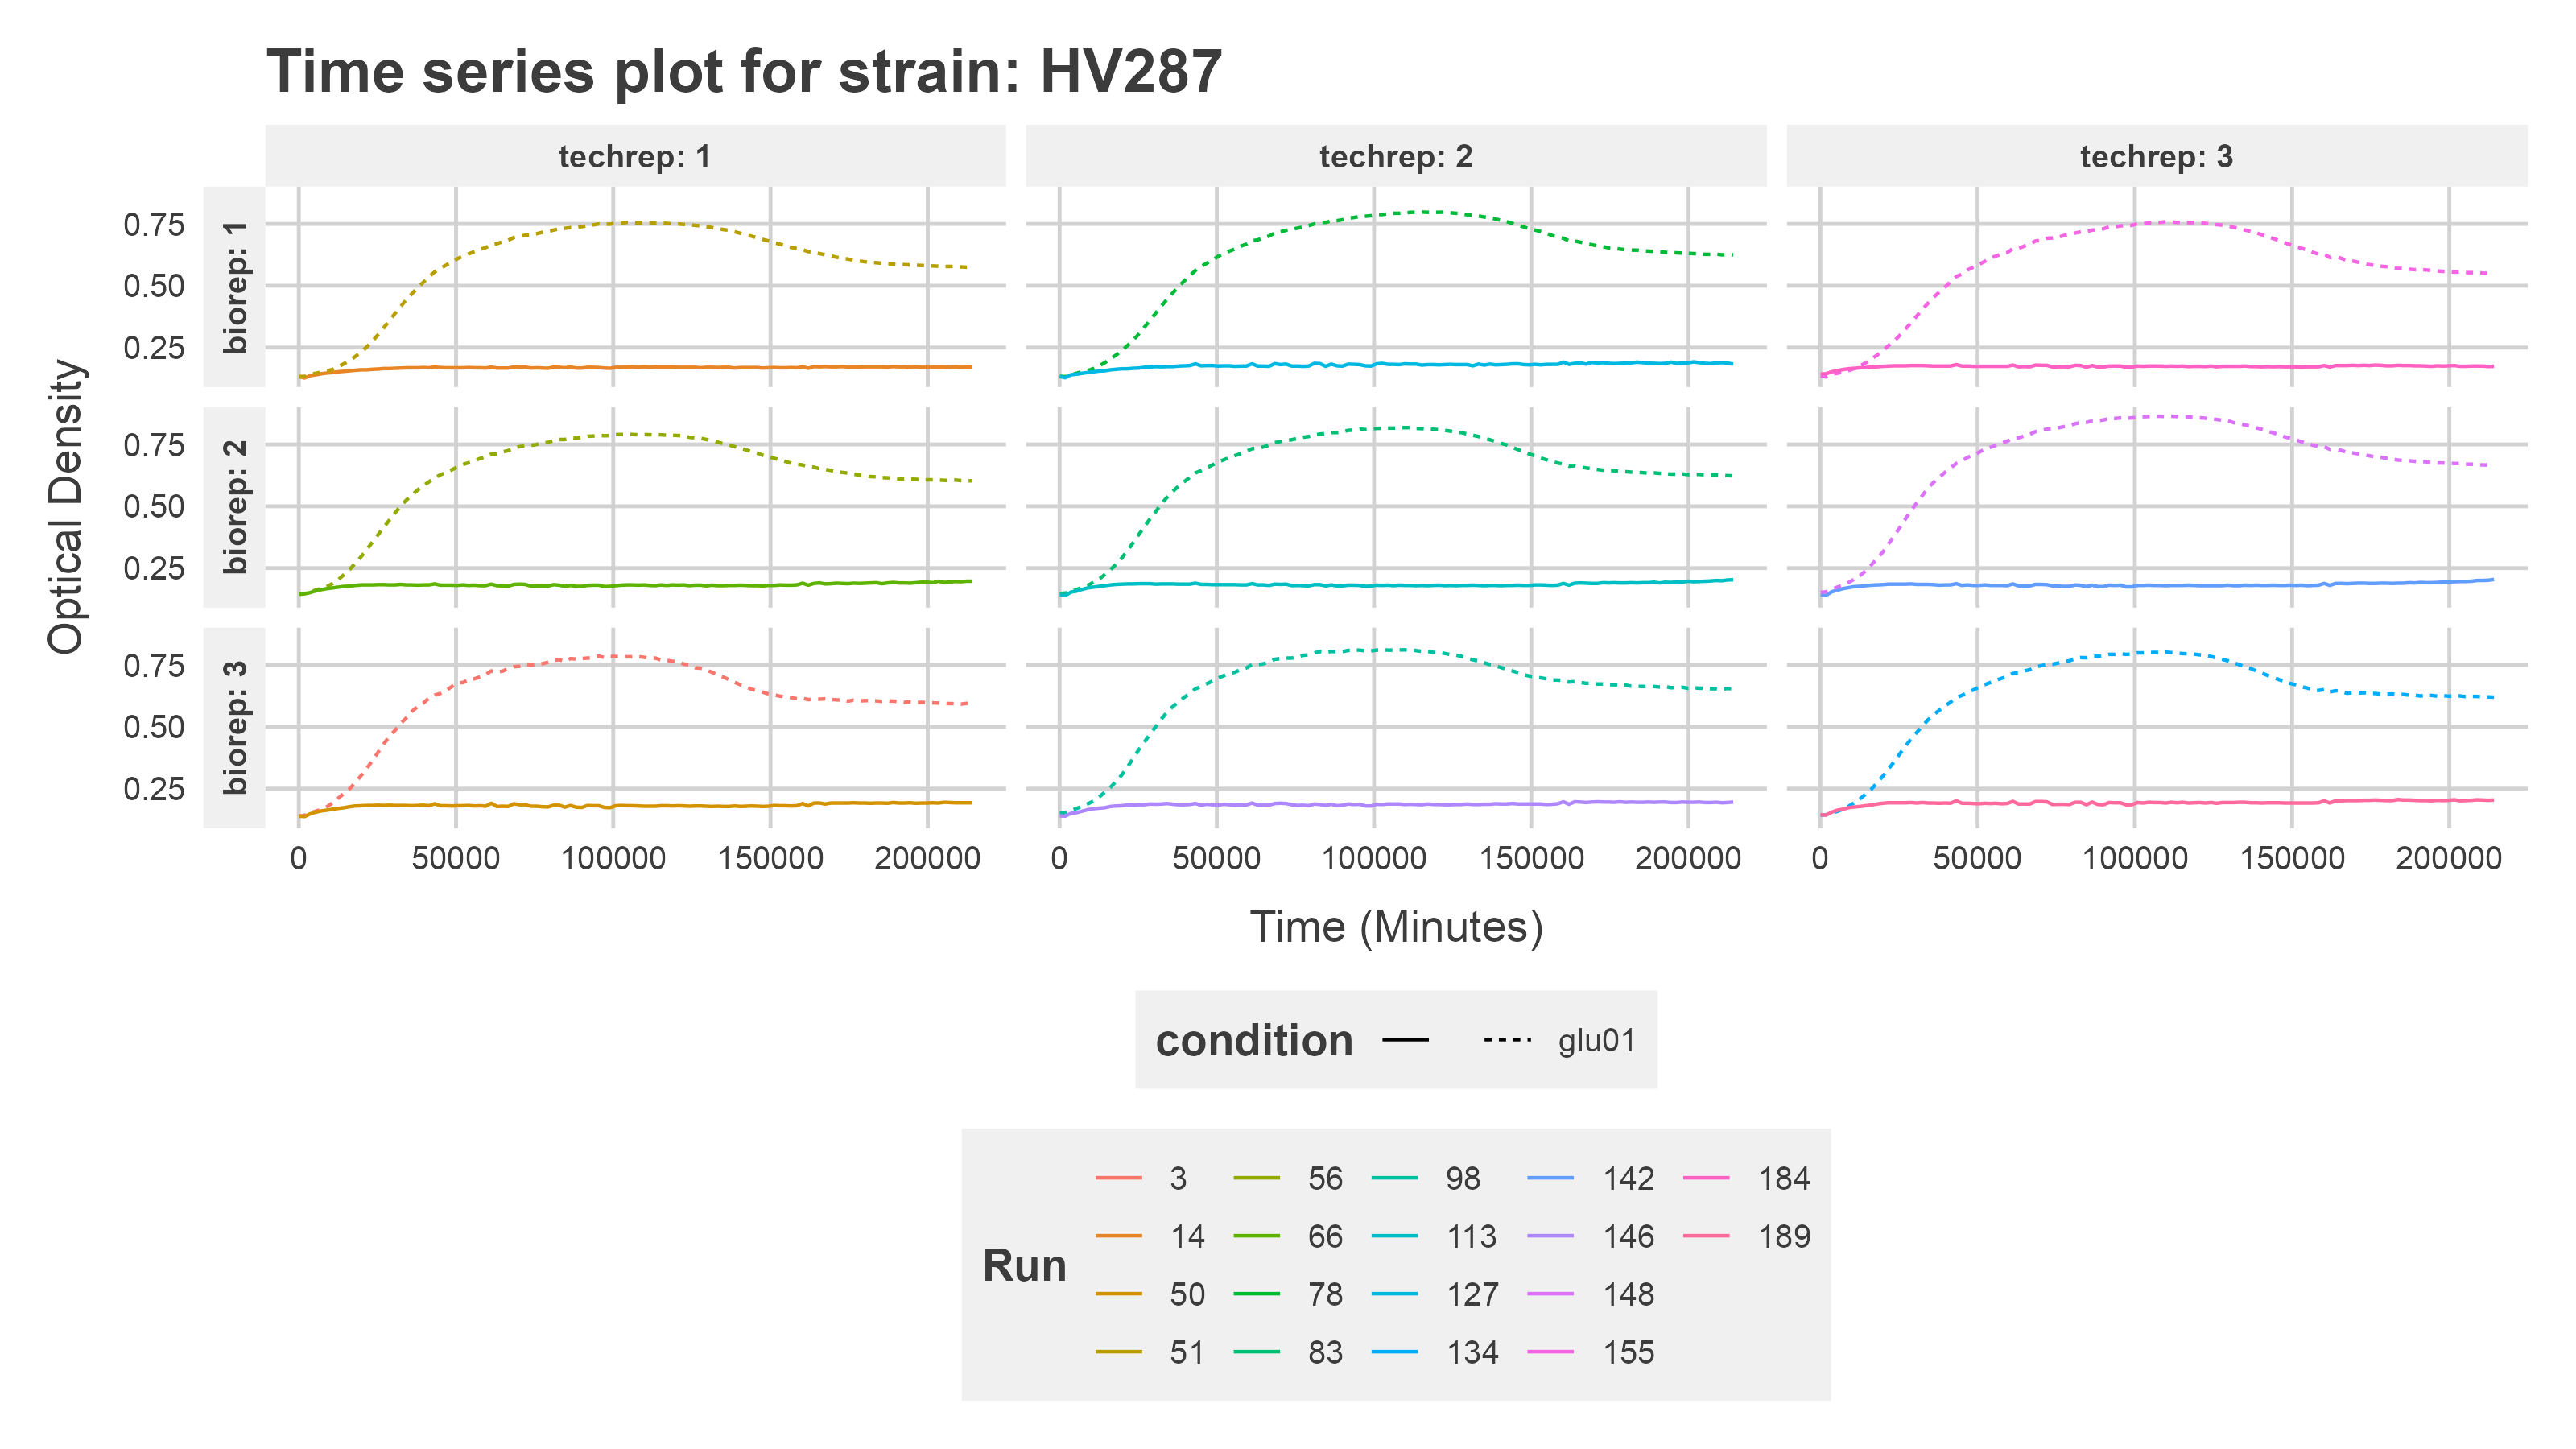 Time series plot for strain: HV287
techrep: 1 techrep: 2 techrep: 3
Optical Density
biorep: 1
0.75
0.50
0.25
biorep: 2
0.75
0.50
0.25
biorep: 3
0.75
0.50
0.25
0 50000 100000 150000 200000 0 50000 100000 150000 200000 0 50000 100000 150000 200000
Time (Minutes)
condition glu01
Run
3 56 98 142 184
14 66 113 146 189
50 78 127 148
51 83 134 155